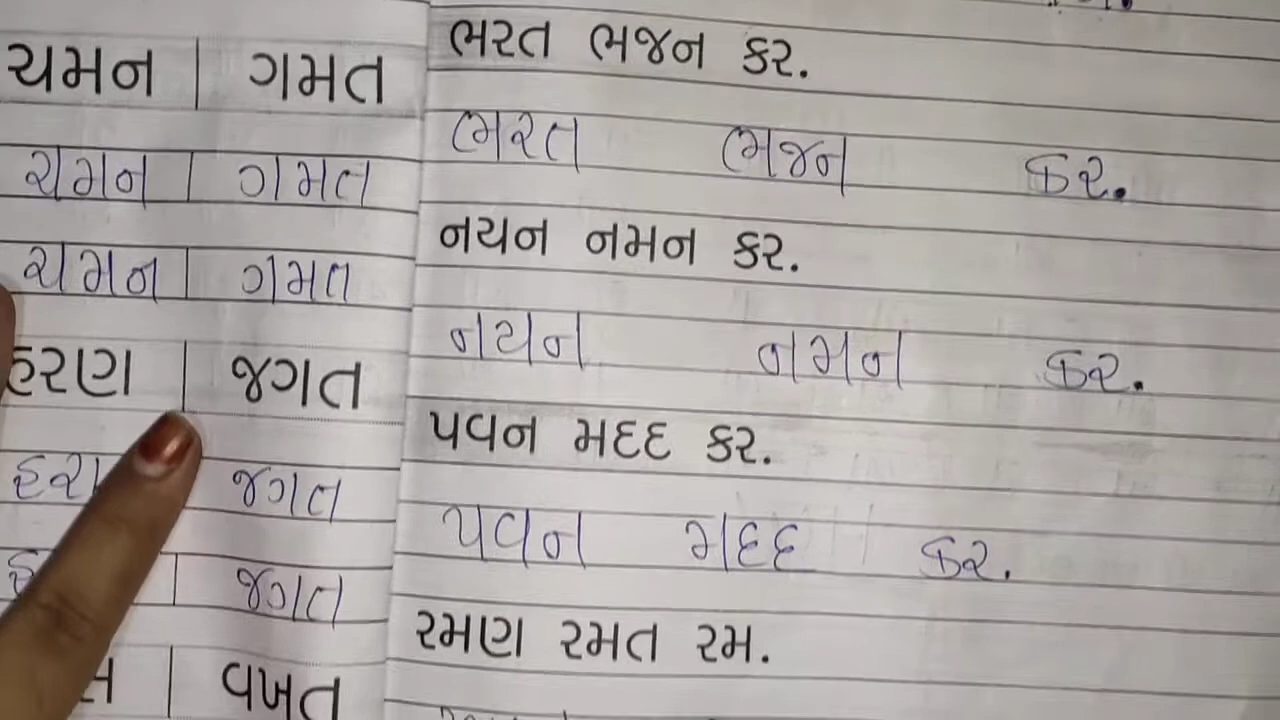 ચમન | ગમત
ચમન | ગમત
ચમન | ગમત
હરણ | જગત
જગત
જગત
વખત
ભરત ભજન કર.
ભરત ભજન કર.
નયન નમન કર.
નયન નમન કર.
પવન મદદ કર.
પવન મદદ કર.
રમણ રમત રમ.